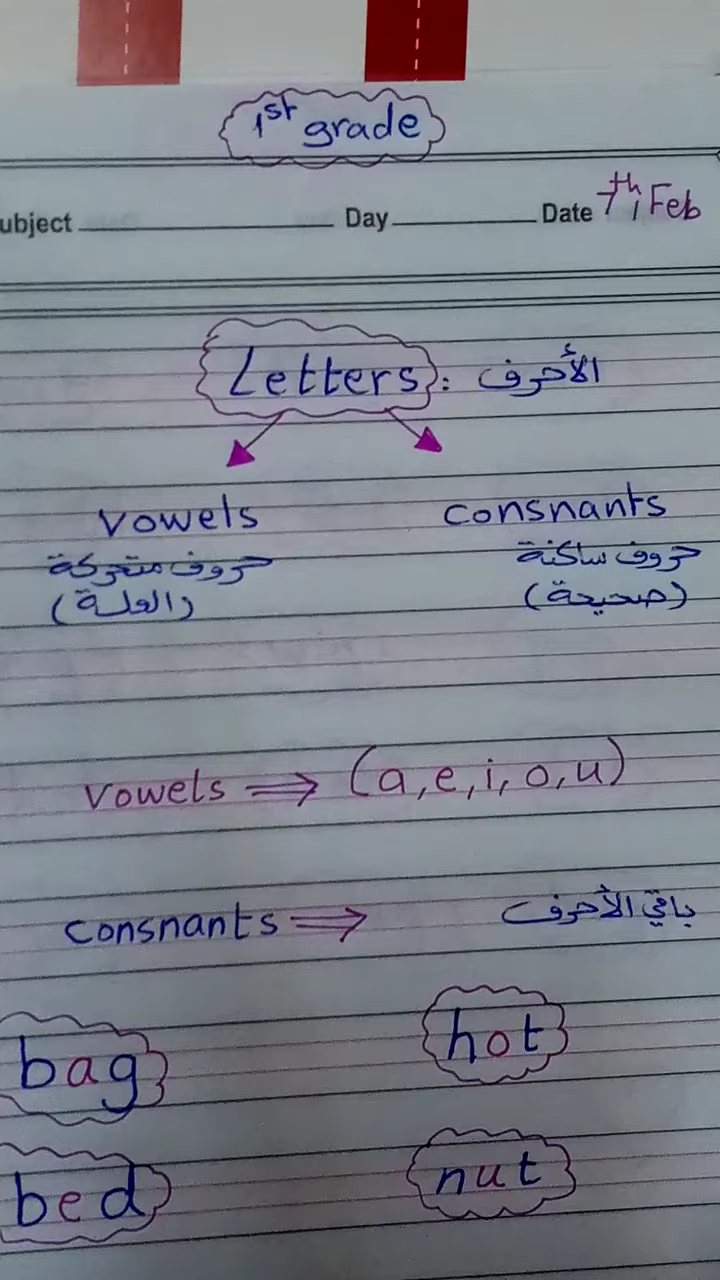 1st grade
ubject Day Date 7th Feb
Letters : الأحرف
vowels consnants
حروف متحركة حروف ساكنة
(العلة) (صحيحة)
vowels ⇒ (a, e, i, o, u)
consnants ⇒ باقي الأحرف
bag hot
bed nut